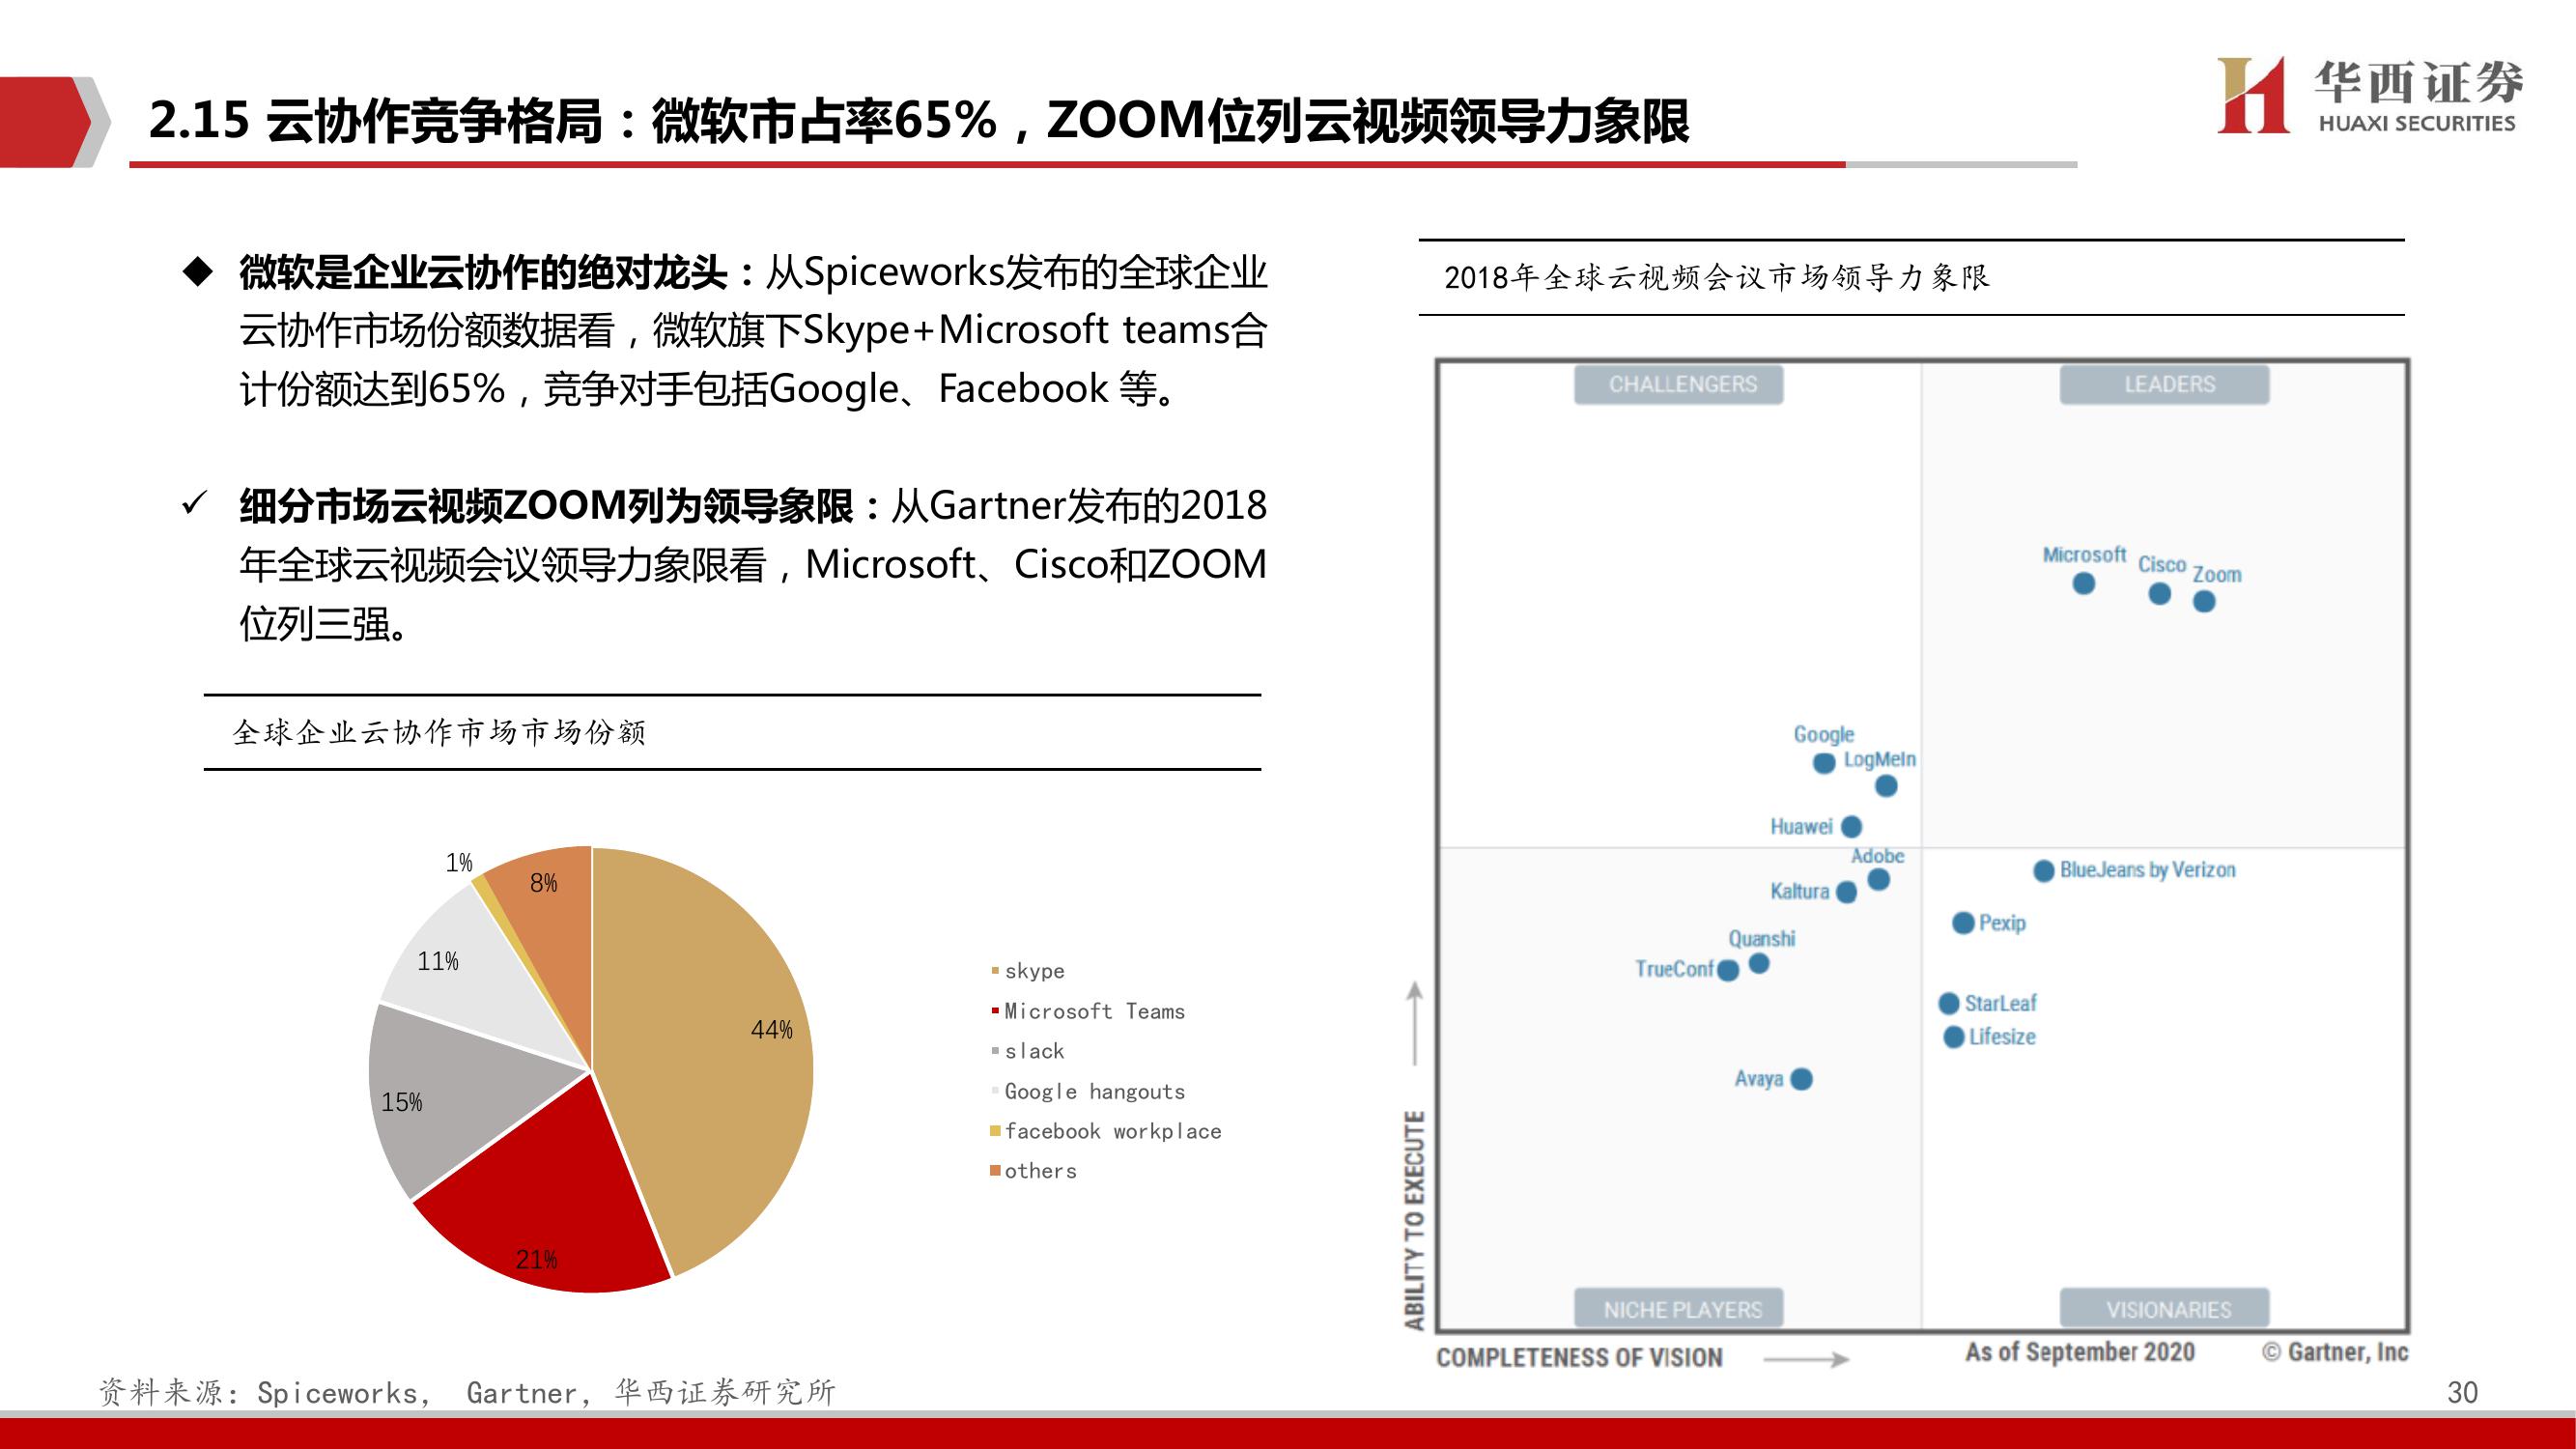 2.15 云协作竞争格局：微软市占率65%，ZOOM位列云视频领导力象限
华西证券
HUAXI SECURITIES
◆ 微软是企业云协作的绝对龙头：从Spiceworks发布的全球企业
云协作市场份额数据看，微软旗下Skype+Microsoft teams合
计份额达到65%，竞争对手包括Google、Facebook 等。
✓ 细分市场云视频ZOOM列为领导象限：从Gartner发布的2018
年全球云视频会议领导力象限看，Microsoft、Cisco和ZOOM
位列三强。
全球企业云协作市场市场份额
1%
8%
11%
44%
15%
21%
skype
Microsoft Teams
slack
Google hangouts
facebook workplace
others
2018年全球云视频会议市场领导力象限
CHALLENGERS
LEADERS
Microsoft
Cisco
Zoom
Google
LogMeIn
Huawei
Adobe
Kaltura
BlueJeans by Verizon
Pexip
Quanshi
TrueConf
StarLeaf
Lifesize
Avaya
ABILITY TO EXECUTE
NICHE PLAYERS
VISIONARIES
COMPLETENESS OF VISION
As of September 2020
© Gartner, Inc
资料来源：Spiceworks， Gartner，华西证券研究所
30